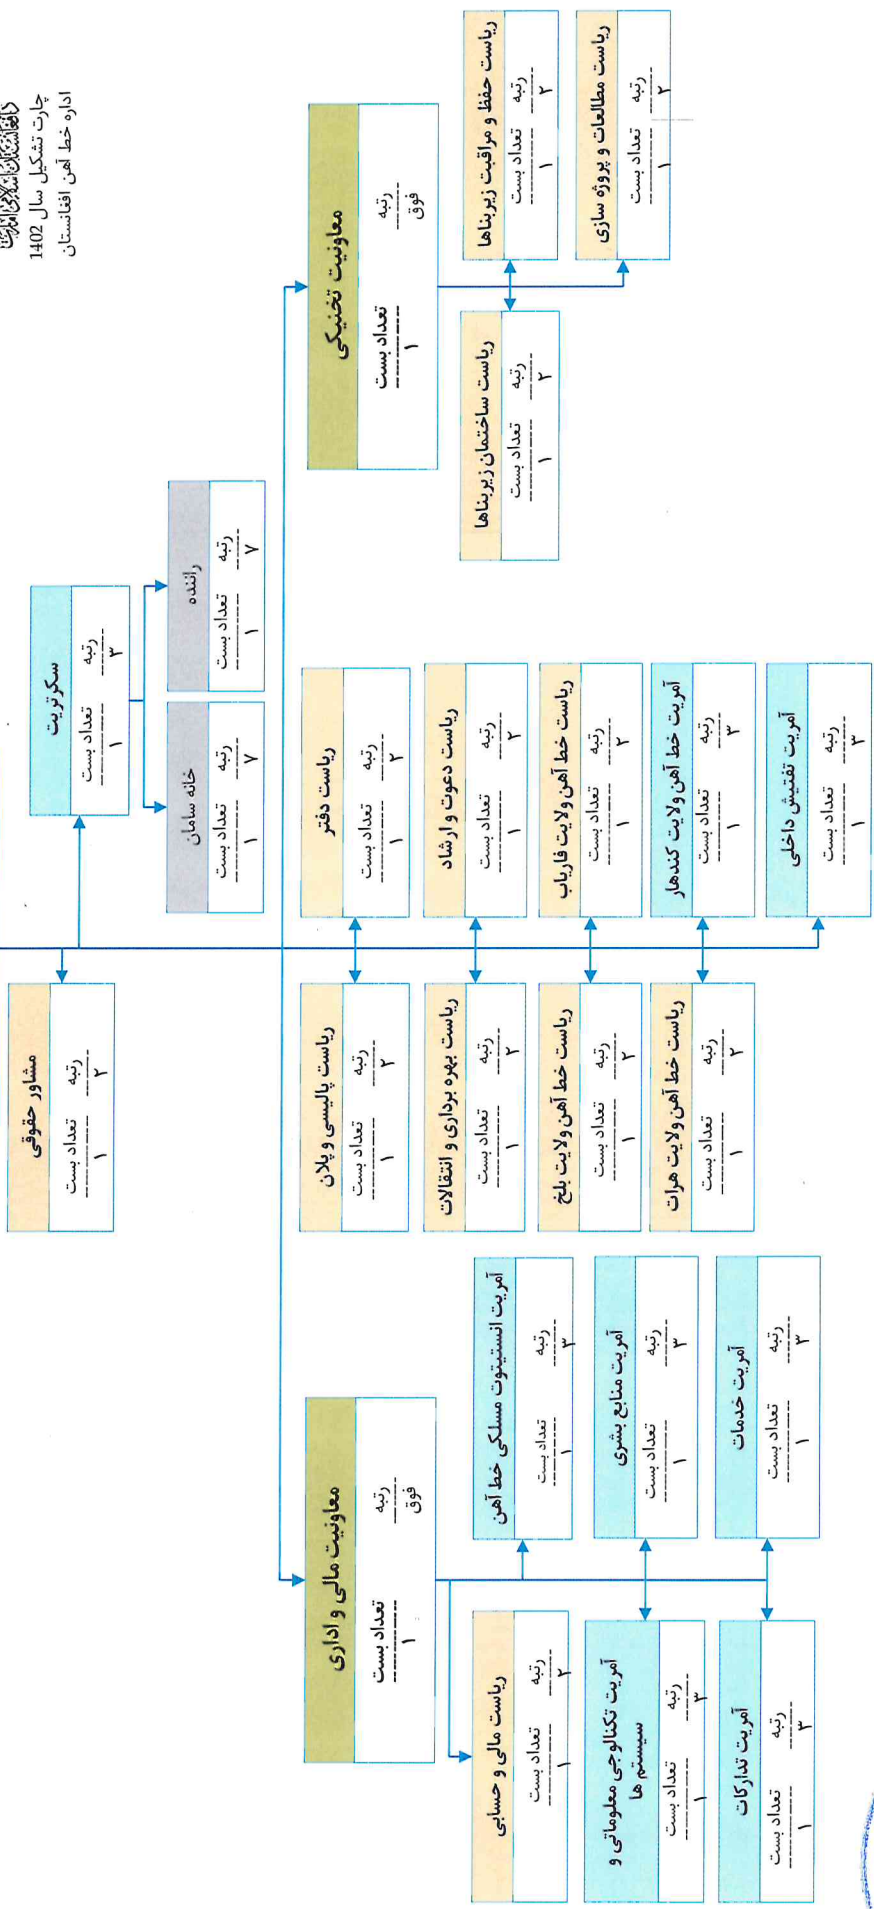 چارت تشکیل سال 1402
اداره خط آهن افغانستان
مشاور حقوقی
رتبه تعداد بست
۲ ۱
سکرتریت
رتبه تعداد بست
۳ ۱
راننده
رتبه تعداد بست
۷ ۱
خانه سامان
رتبه تعداد بست
۷ ۱
معاونیت تخنیکی
رتبه تعداد بست
فوق ۱
ریاست حفظ و مراقبت زیربناها
رتبه تعداد بست
۲ ۱
ریاست ساختمان زیربناها
رتبه تعداد بست
۲ ۱
ریاست مطالعات و پروژه سازی
رتبه تعداد بست
۲ ۱
ریاست دفتر
رتبه تعداد بست
۲ ۱
ریاست پالیسی و پلان
رتبه تعداد بست
۲ ۱
ریاست دعوت و ارشاد
رتبه تعداد بست
۲ ۱
ریاست بهره برداری و انتقالات
رتبه تعداد بست
۲ ۱
ریاست خط آهن ولایت فاریاب
رتبه تعداد بست
۲ ۱
ریاست خط آهن ولایت بلخ
رتبه تعداد بست
۲ ۱
آمریت خط آهن ولایت کندهار
رتبه تعداد بست
۳ ۱
ریاست خط آهن ولایت هرات
رتبه تعداد بست
۲ ۱
آمریت تفتیش داخلی
رتبه تعداد بست
۳ ۱
معاونیت مالی و اداری
رتبه تعداد بست
فوق ۱
آمریت انستیتوت مسلکی خط آهن
رتبه تعداد بست
۳ ۱
ریاست مالی و حسابی
رتبه تعداد بست
۲ ۱
آمریت منابع بشری
رتبه تعداد بست
۳ ۱
آمریت تکنالوجی معلوماتی و
سیستم ها
رتبه تعداد بست
۳ ۱
آمریت خدمات
رتبه تعداد بست
۳ ۱
آمریت تدارکات
رتبه تعداد بست
۳ ۱